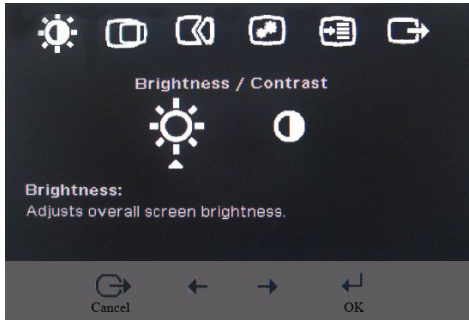 Brightness / Contrast
Brightness:
Adjusts overall screen brightness.
Cancel
OK